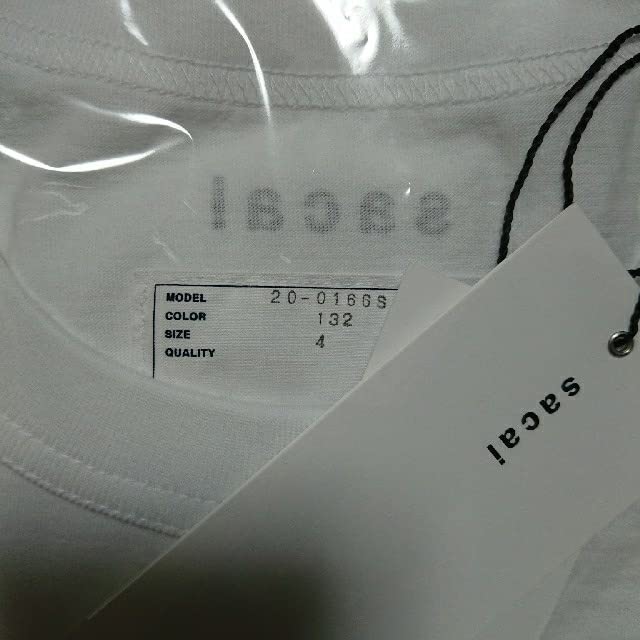 sacai
MODEL 20-0166S
COLOR 132
SIZE 4
QUALITY
sacai